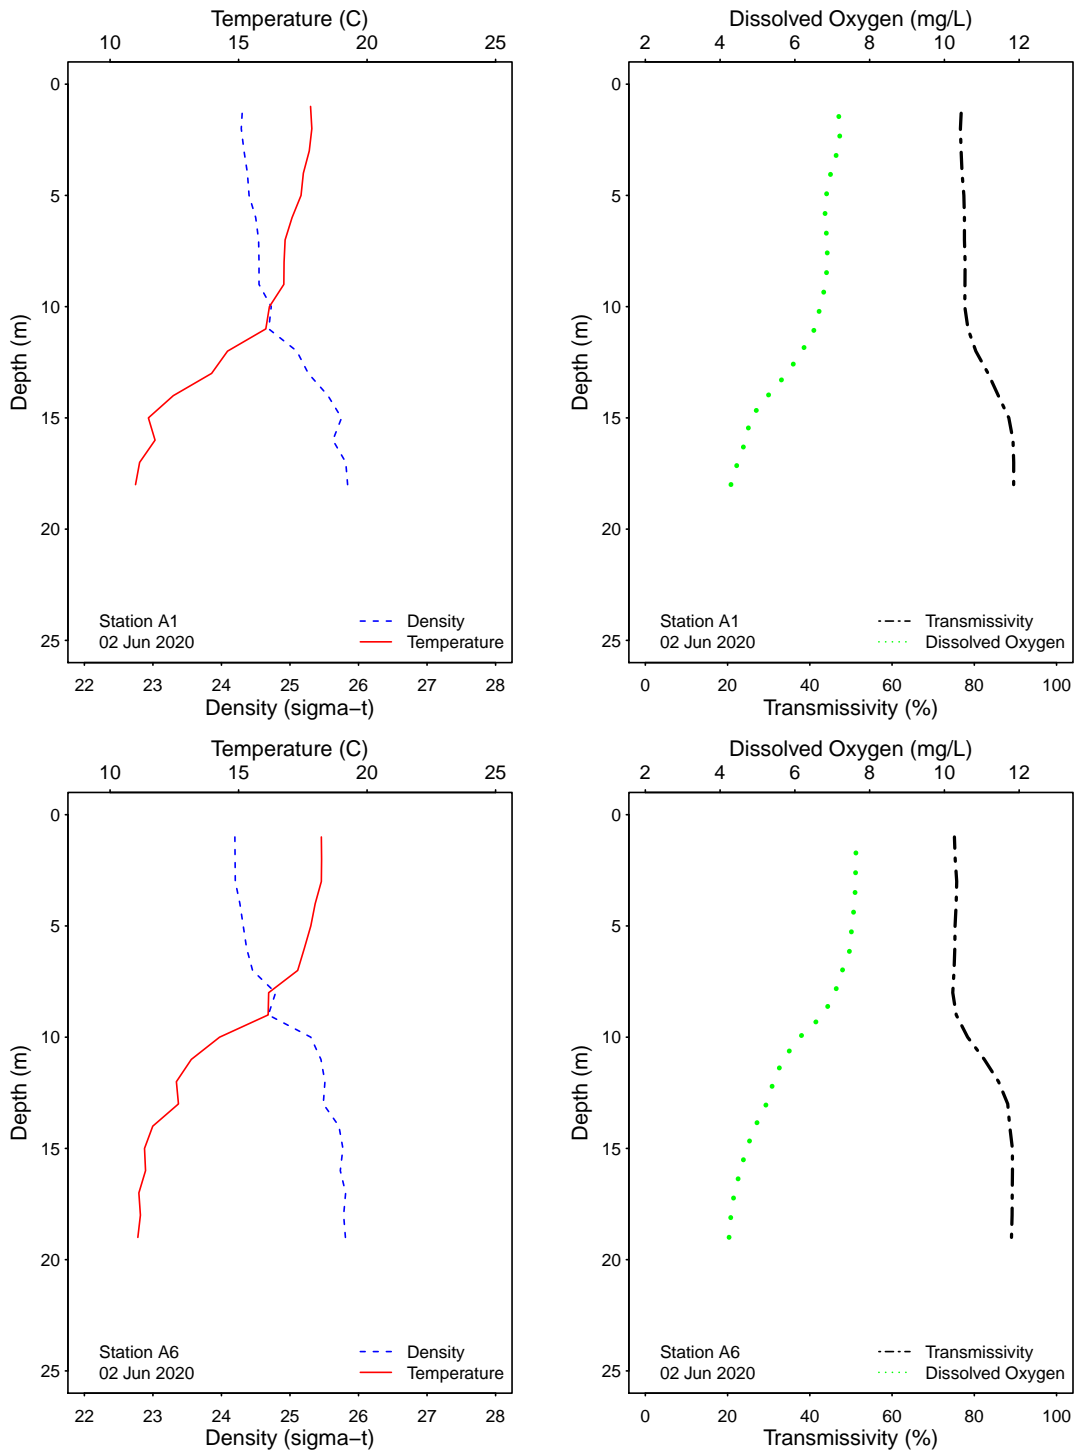 Temperature (C)
10 15 20 25
0
5
10
15
20
25
Depth (m)
Station A1
02 Jun 2020
Density
Temperature
22 23 24 25 26 27 28
Density (sigma−t)
Dissolved Oxygen (mg/L)
2 4 6 8 10 12
0
5
10
15
20
25
Depth (m)
Station A1
02 Jun 2020
Transmissivity
Dissolved Oxygen
0 20 40 60 80 100
Transmissivity (%)
Temperature (C)
10 15 20 25
0
5
10
15
20
25
Depth (m)
Station A6
02 Jun 2020
Density
Temperature
22 23 24 25 26 27 28
Density (sigma−t)
Dissolved Oxygen (mg/L)
2 4 6 8 10 12
0
5
10
15
20
25
Depth (m)
Station A6
02 Jun 2020
Transmissivity
Dissolved Oxygen
0 20 40 60 80 100
Transmissivity (%)